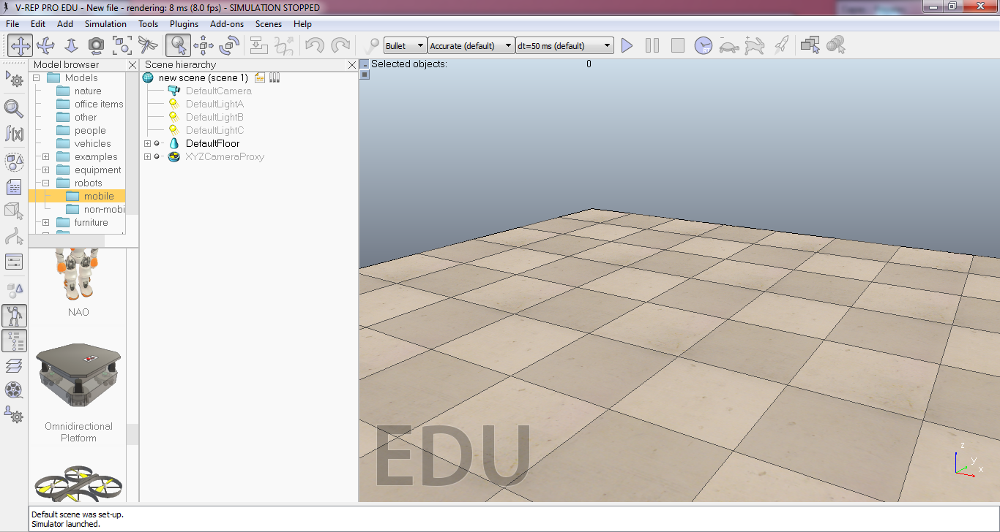 V-REP PRO EDU - New file - rendering: 8 ms (8.0 fps) - SIMULATION STOPPED
File Edit Add Simulation Tools Plugins Add-ons Scenes Help
Bullet Accurate (default) dt=50 ms (default)
Model browser
Models
nature
office items
other
people
vehicles
examples
equipment
robots
mobile
non-mobi
furniture
NAO
Omnidirectional
Platform
Scene hierarchy
new scene (scene 1)
DefaultCamera
DefaultLightA
DefaultLightB
DefaultLightC
DefaultFloor
XYZCameraProxy
f(x)
Selected objects: 0
EDU
z
y
x
Default scene was set-up.
Simulator launched.